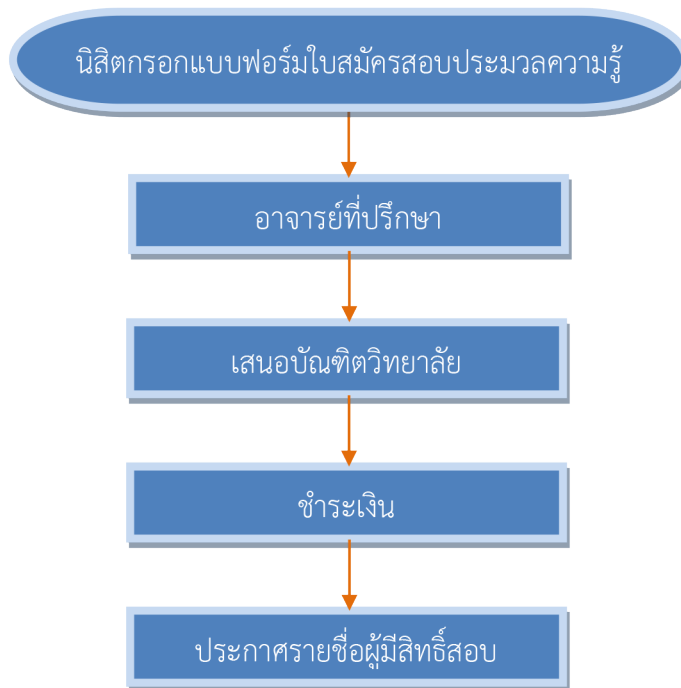 นิสิตกรอกแบบฟอร์มใบสมัครสอบประมวลความรู้
อาจารย์ที่ปรึกษา
เสนอบัณฑิตวิทยาลัย
ชำระเงิน
ประกาศรายชื่อผู้มีสิทธิ์สอบ